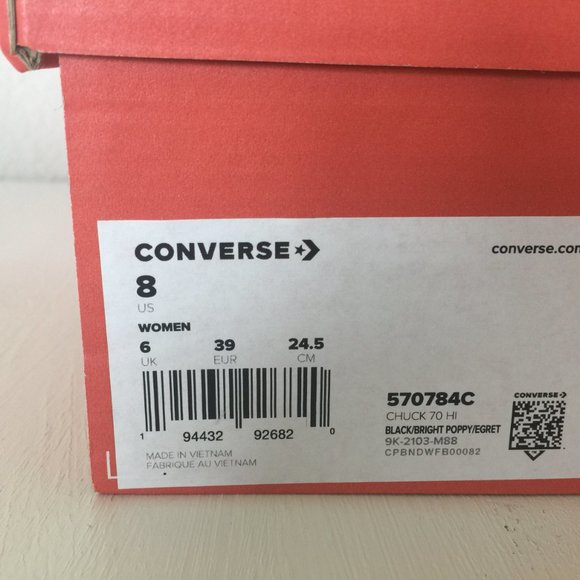 CONVERSE
converse.com
8
US
WOMEN
6 39 24.5
UK EUR CM
1 94432 92682 0
MADE IN VIETNAM
FABRIQUE AU VIETNAM
570784C
CHUCK 70 HI
BLACK/BRIGHT POPPY/EGRET
9K-2103-M88
CPBNDWFB00082
CONVERSE